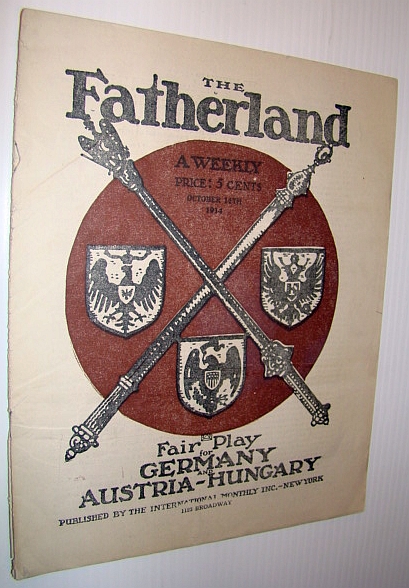 THE
Fatherland
A WEEKLY
PRICE: 5 CENTS
OCTOBER 14TH
1914
Fair Play
for
GERMANY
AND
AUSTRIA-HUNGARY
PUBLISHED BY THE INTERNATIONAL MONTHLY INC.-NEW YORK
1123 BROADWAY